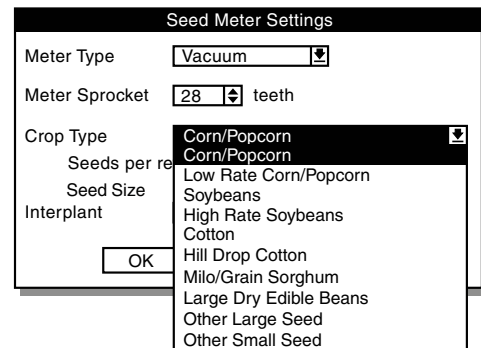 Seed Meter Settings
Meter Type Vacuum
Meter Sprocket 28 teeth
Crop Type Corn/Popcorn
Corn/Popcorn
Seeds per re
Low Rate Corn/Popcorn
Seed Size
Soybeans
Interplant
High Rate Soybeans
Cotton
OK
Hill Drop Cotton
Milo/Grain Sorghum
Large Dry Edible Beans
Other Large Seed
Other Small Seed